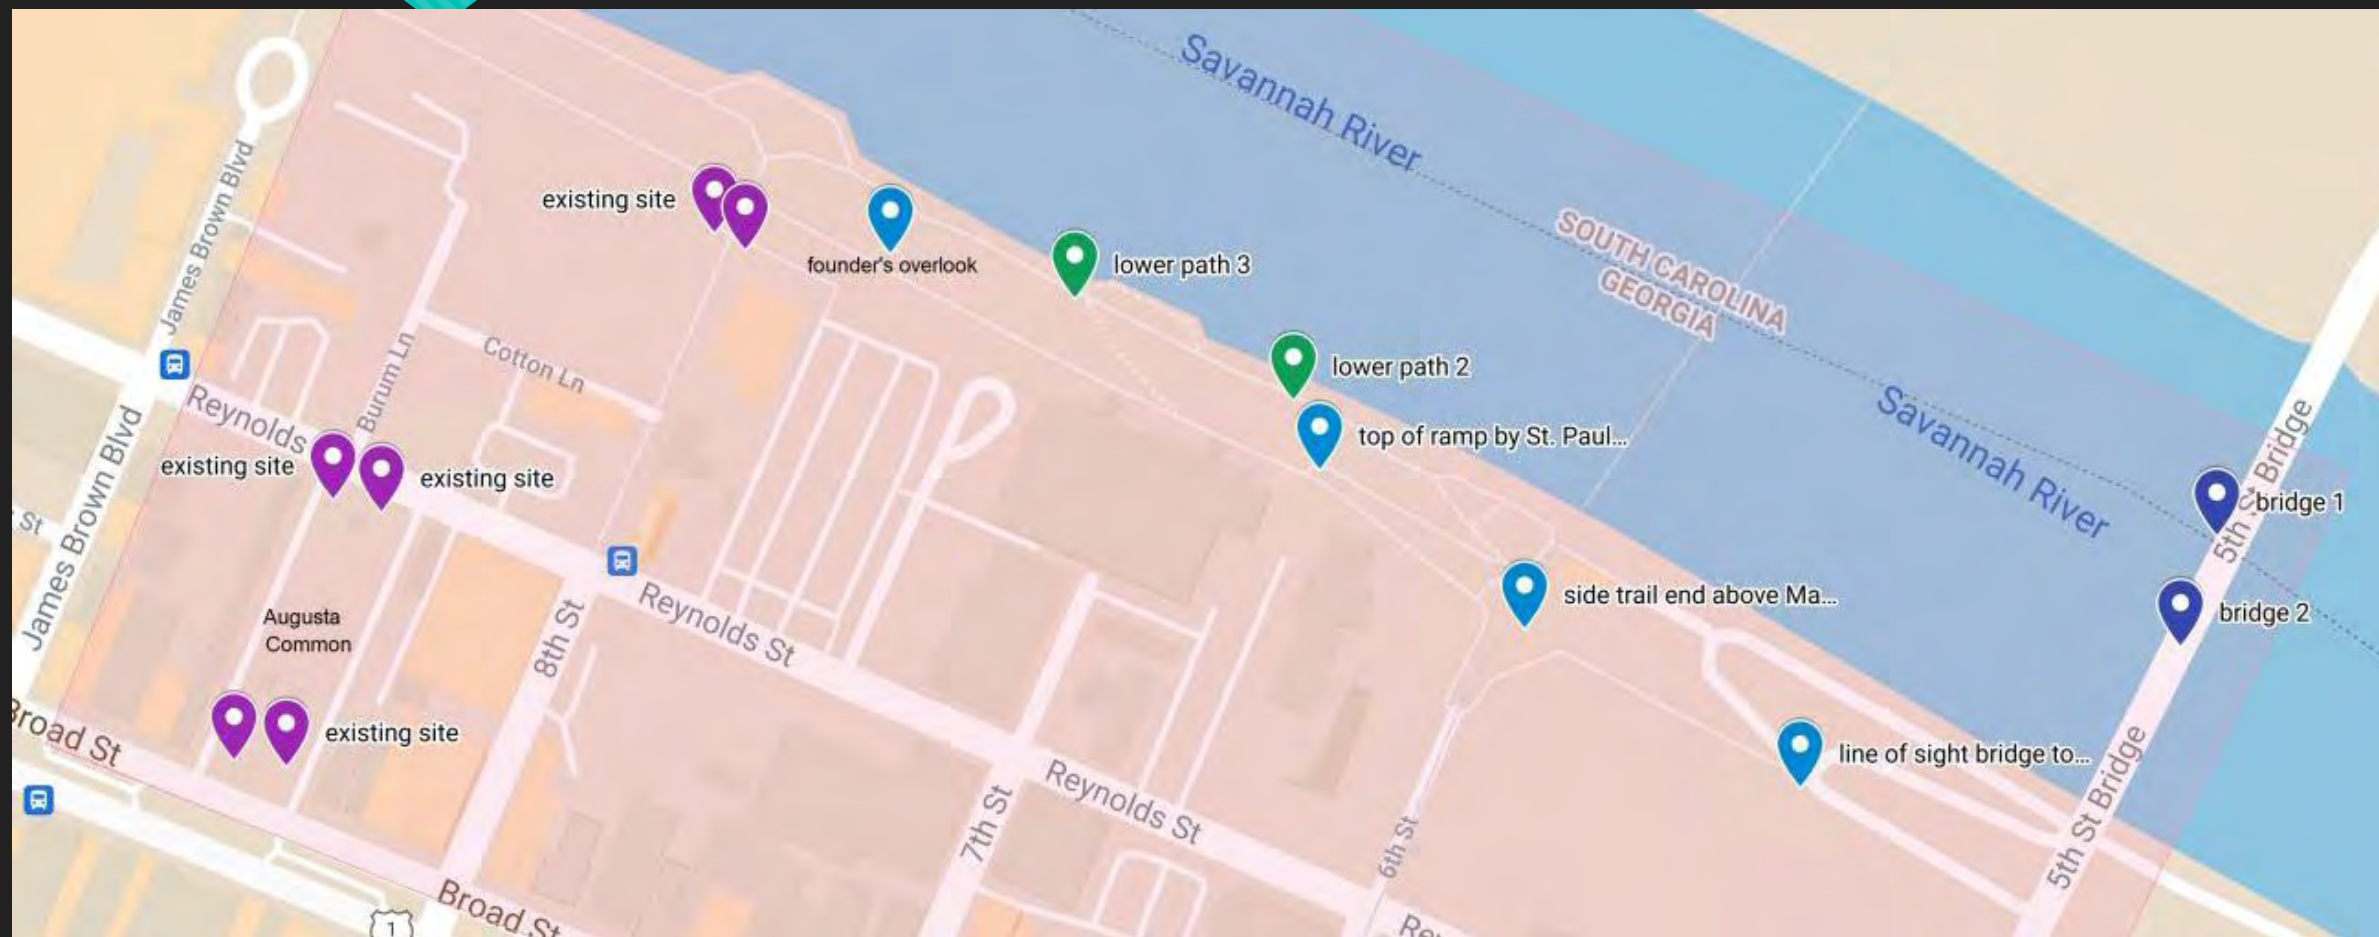 Savannah River
James Brown Blvd
existing site
founder's overlook
lower path 3
SOUTH CAROLINA
GEORGIA
Burum Ln
Cotton Ln
lower path 2
Savannah River
5th St Bridge
Reynolds
top of ramp by St. Paul...
existing site
existing site
bridge 1
St
James Brown Blvd
side trail end above Ma...
bridge 2
Augusta
Common
8th St
Reynolds St
Broad St
existing site
line of sight bridge to...
7th St
Reynolds St
6th St
5th St Bridge
Broad St
1